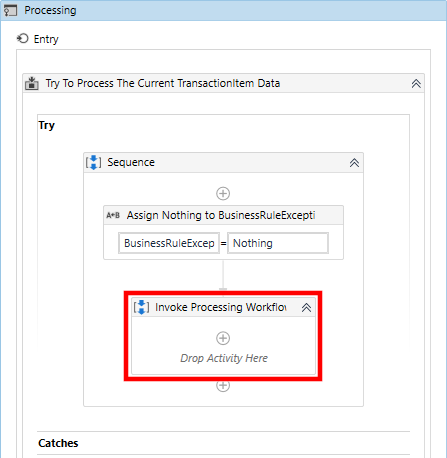 Processing
Entry
Try To Process The Current TransactionItem Data
Try
Sequence
A+B Assign Nothing to BusinessRuleExcepti
BusinessRuleExcep = Nothing
Invoke Processing Workflow
Drop Activity Here
Catches